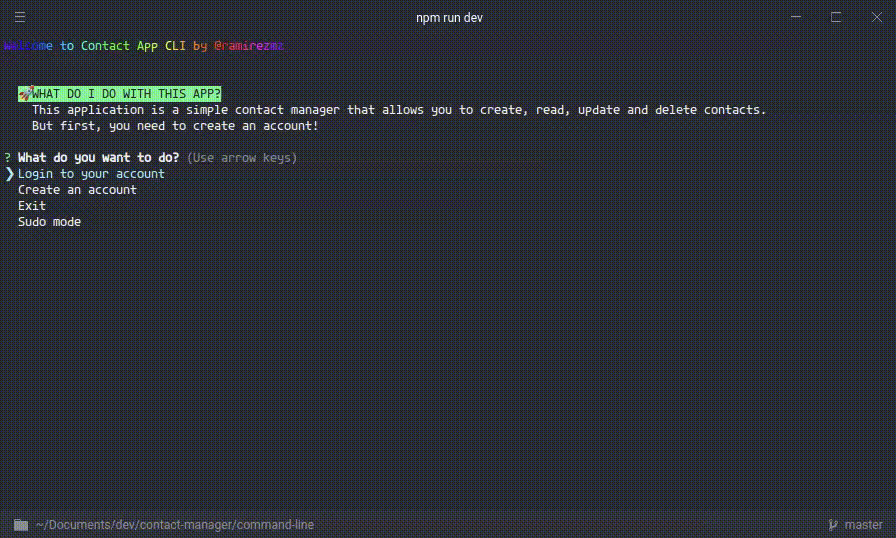 npm run dev
Welcome to Contact App CLI by @ramirezmz
🚀WHAT DO I DO WITH THIS APP?
This application is a simple contact manager that allows you to create, read, update and delete contacts.
But first, you need to create an account!
? What do you want to do? (Use arrow keys)
❯ Login to your account
Create an account
Exit
Sudo mode
~/Documents/dev/contact-manager/command-line
master